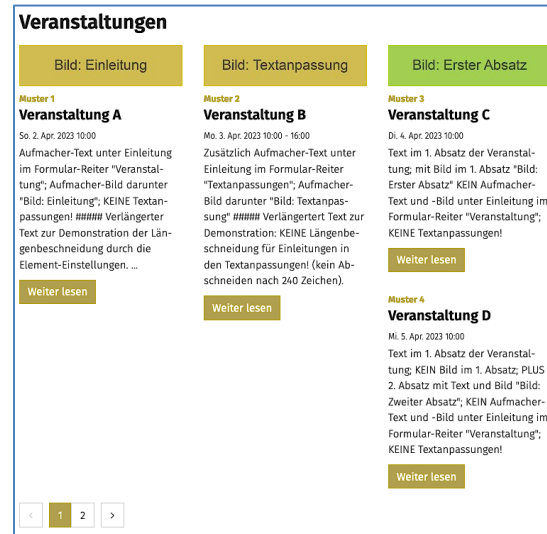 Veranstaltungen
Bild: Einleitung
Muster 1
Veranstaltung A
So. 2. Apr. 2023 10:00
Aufmacher-Text unter Einleitung
im Formular-Reiter "Veranstal-
tung"; Aufmacher-Bild darunter
"Bild: Einleitung"; KEINE Textan-
passungen! ##### Verlängerter
Text zur Demonstration der Län-
genbeschneidung durch die
Element-Einstellungen. ...
Weiter lesen
Bild: Textanpassung
Muster 2
Veranstaltung B
Mo. 3. Apr. 2023 10:00 - 16:00
Zusätzlich Aufmacher-Text unter
Einleitung im Formular-Reiter
"Textanpassungen"; Aufmacher-
Bild darunter "Bild: Textanpas-
sung" ##### Verlängertert Text zur
Demonstration: KEINE Längenbe-
schneidung für Einleitungen in
den Textanpassungen! (kein Ab-
schneiden nach 240 Zeichen).
Weiter lesen
Bild: Erster Absatz
Muster 3
Veranstaltung C
Di. 4. Apr. 2023 10:00
Text im 1. Absatz der Veranstal-
tung; mit Bild im 1. Absatz "Bild:
Erster Absatz" KEIN Aufmacher-
Text und -Bild unter Einleitung im
Formular-Reiter "Veranstaltung";
KEINE Textanpassungen!
Weiter lesen
Muster 4
Veranstaltung D
Mi. 5. Apr. 2023 10:00
Text im 1. Absatz der Veranstal-
tung; KEIN Bild im 1. Absatz; PLUS
2. Absatz mit Text und Bild "Bild:
Zweiter Absatz"; KEIN Aufmacher-
Text und -Bild unter Einleitung im
Formular-Reiter "Veranstaltung";
KEINE Textanpassungen!
Weiter lesen
< 1 2 >